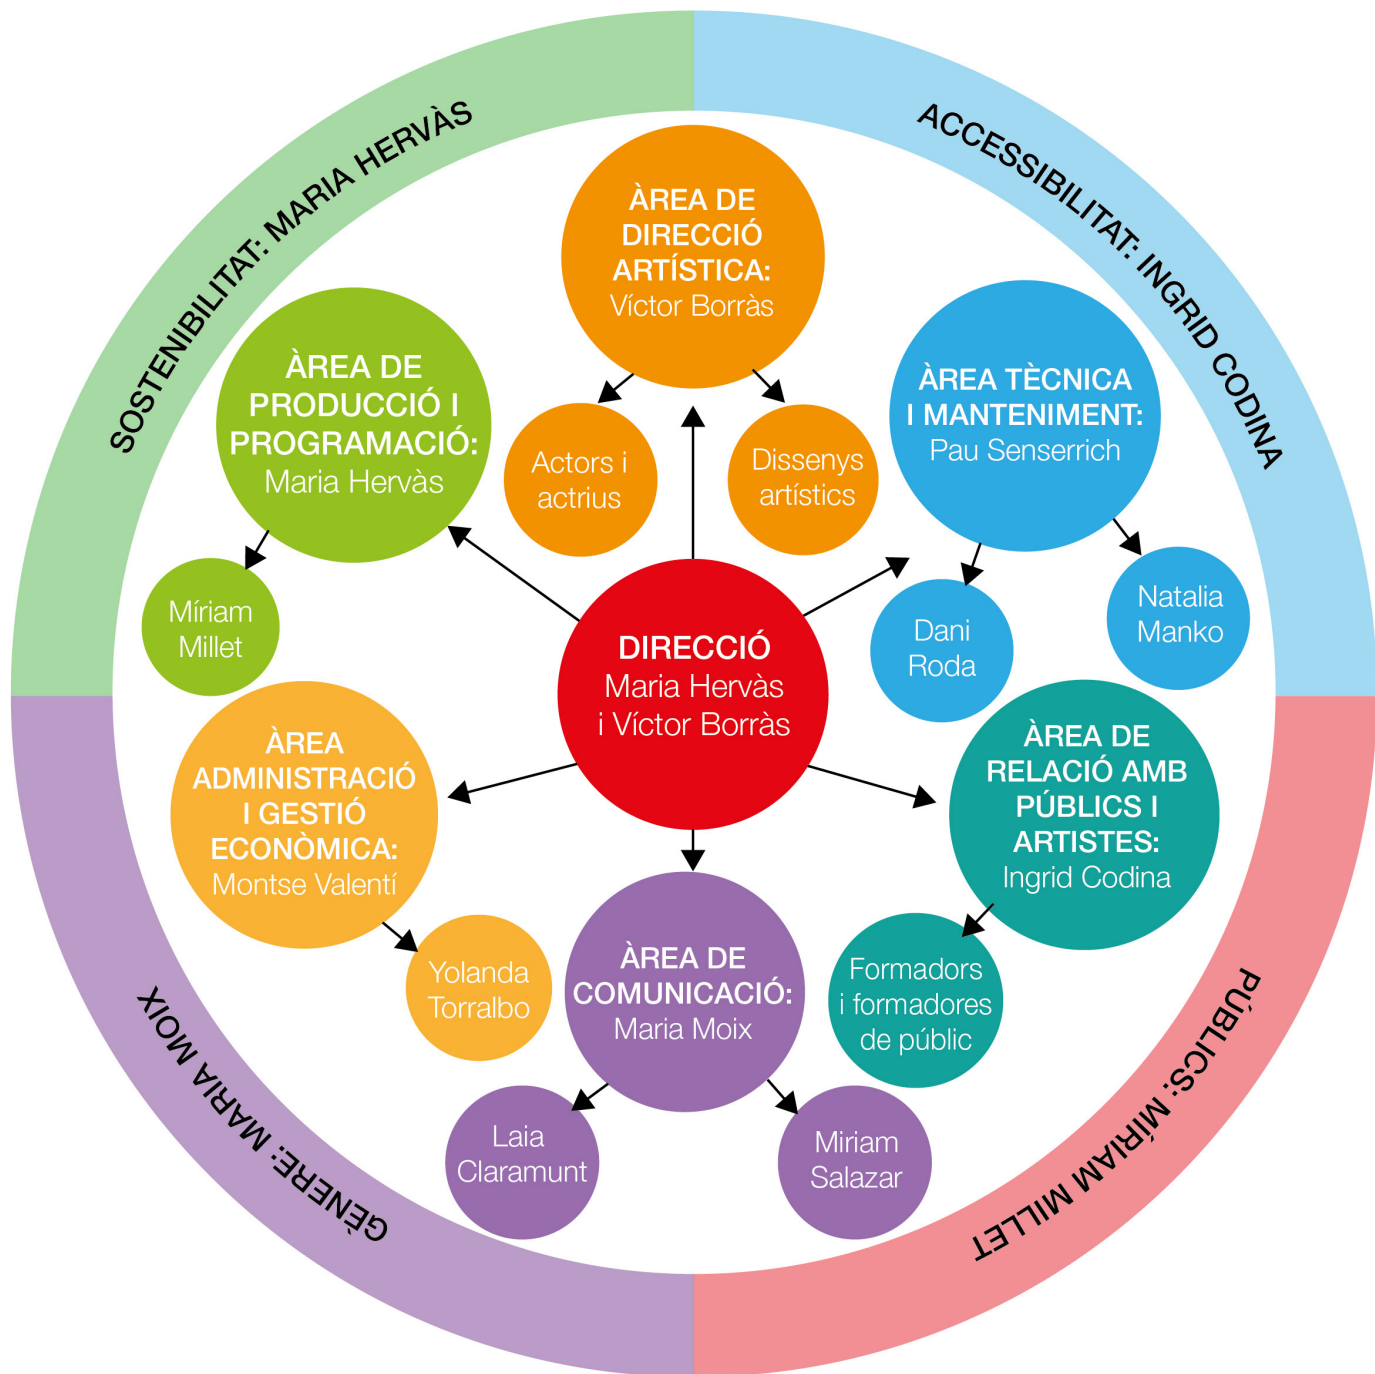 SOSTENIBILITAT: MARIA HERVÀS
ACCESSIBILITAT: INGRID CODINA
ÀREA DE
DIRECCIÓ
ARTÍSTICA:
Víctor Borràs
Actors i
actrius
Dissenys
artístics
ÀREA DE
PRODUCCIÓ I
PROGRAMACIÓ:
Maria Hervàs
Míriam
Millet
ÀREA TÈCNICA
I MANTENIMENT:
Pau Senserrich
Dani
Roda
Natalia
Manko
DIRECCIÓ
Maria Hervàs
i Víctor Borràs
ÀREA
ADMINISTRACIÓ
I GESTIÓ
ECONÒMICA:
Montse Valentí
Yolanda
Torralbo
ÀREA DE
RELACIÓ AMB
PÚBLICS I
ARTISTES:
Ingrid Codina
Formadors
i formadores
de públic
ÀREA DE
COMUNICACIÓ:
Maria Moix
Laia
Claramunt
Miriam
Salazar
GÈNERE: MARIA MOIX
PÚBLICS: MÍRIAM MILLET